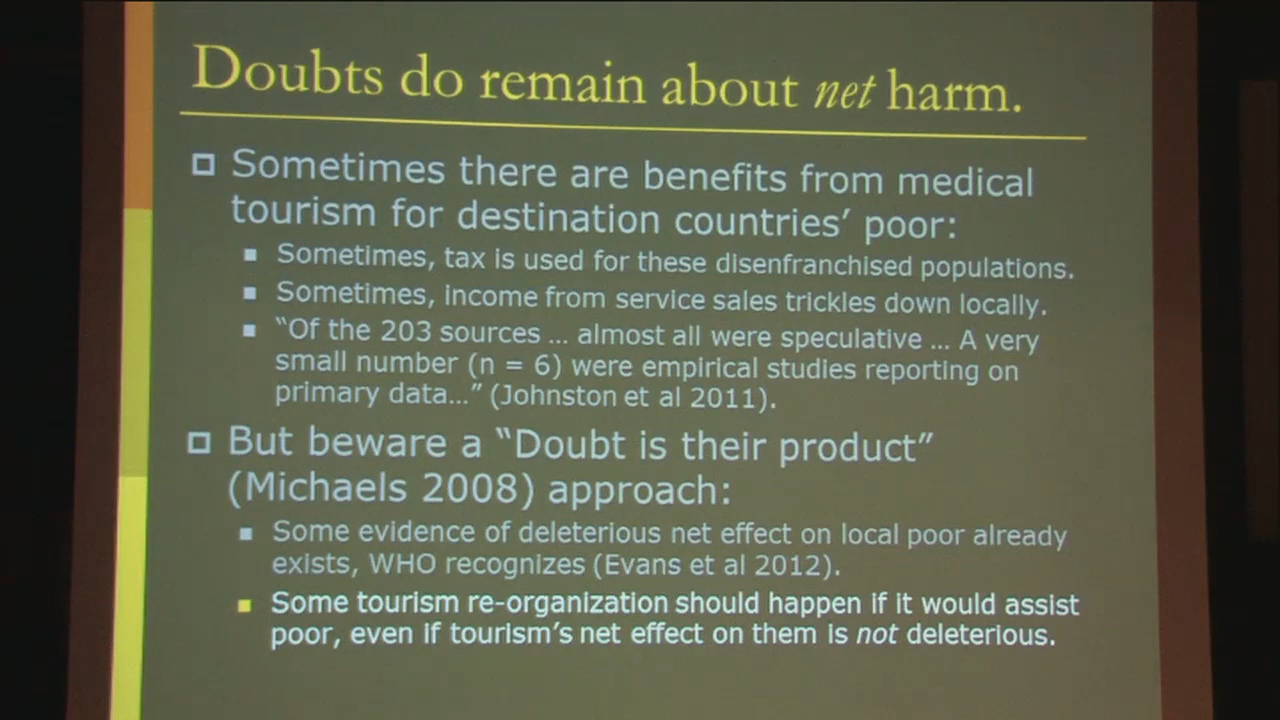 Doubts do remain about net harm.
Sometimes there are benefits from medical
tourism for destination countries' poor:
Sometimes, tax is used for these disenfranchised populations.
Sometimes, income from service sales trickles down locally.
"Of the 203 sources … almost all were speculative … A very
small number (n = 6) were empirical studies reporting on
primary data…" (Johnston et al 2011).
But beware a "Doubt is their product"
(Michaels 2008) approach:
Some evidence of deleterious net effect on local poor already
exists, WHO recognizes (Evans et al 2012).
Some tourism re-organization should happen if it would assist
poor, even if tourism's net effect on them is not deleterious.